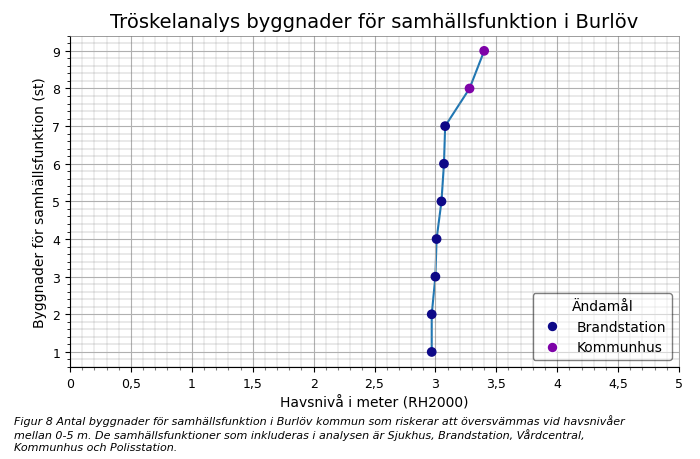 Tröskelanalys byggnader för samhällsfunktion i Burlöv
Byggnader för samhällsfunktion (st)
9
8
7
6
5
4
3
2
1
Ändamål
Brandstation
Kommunhus
0 0,5 1 1,5 2 2,5 3 3,5 4 4,5 5
Havsnivå i meter (RH2000)
Figur 8 Antal byggnader för samhällsfunktion i Burlöv kommun som riskerar att översvämmas vid havsnivåer
mellan 0-5 m. De samhällsfunktioner som inkluderas i analysen är Sjukhus, Brandstation, Vårdcentral,
Kommunhus och Polisstation.